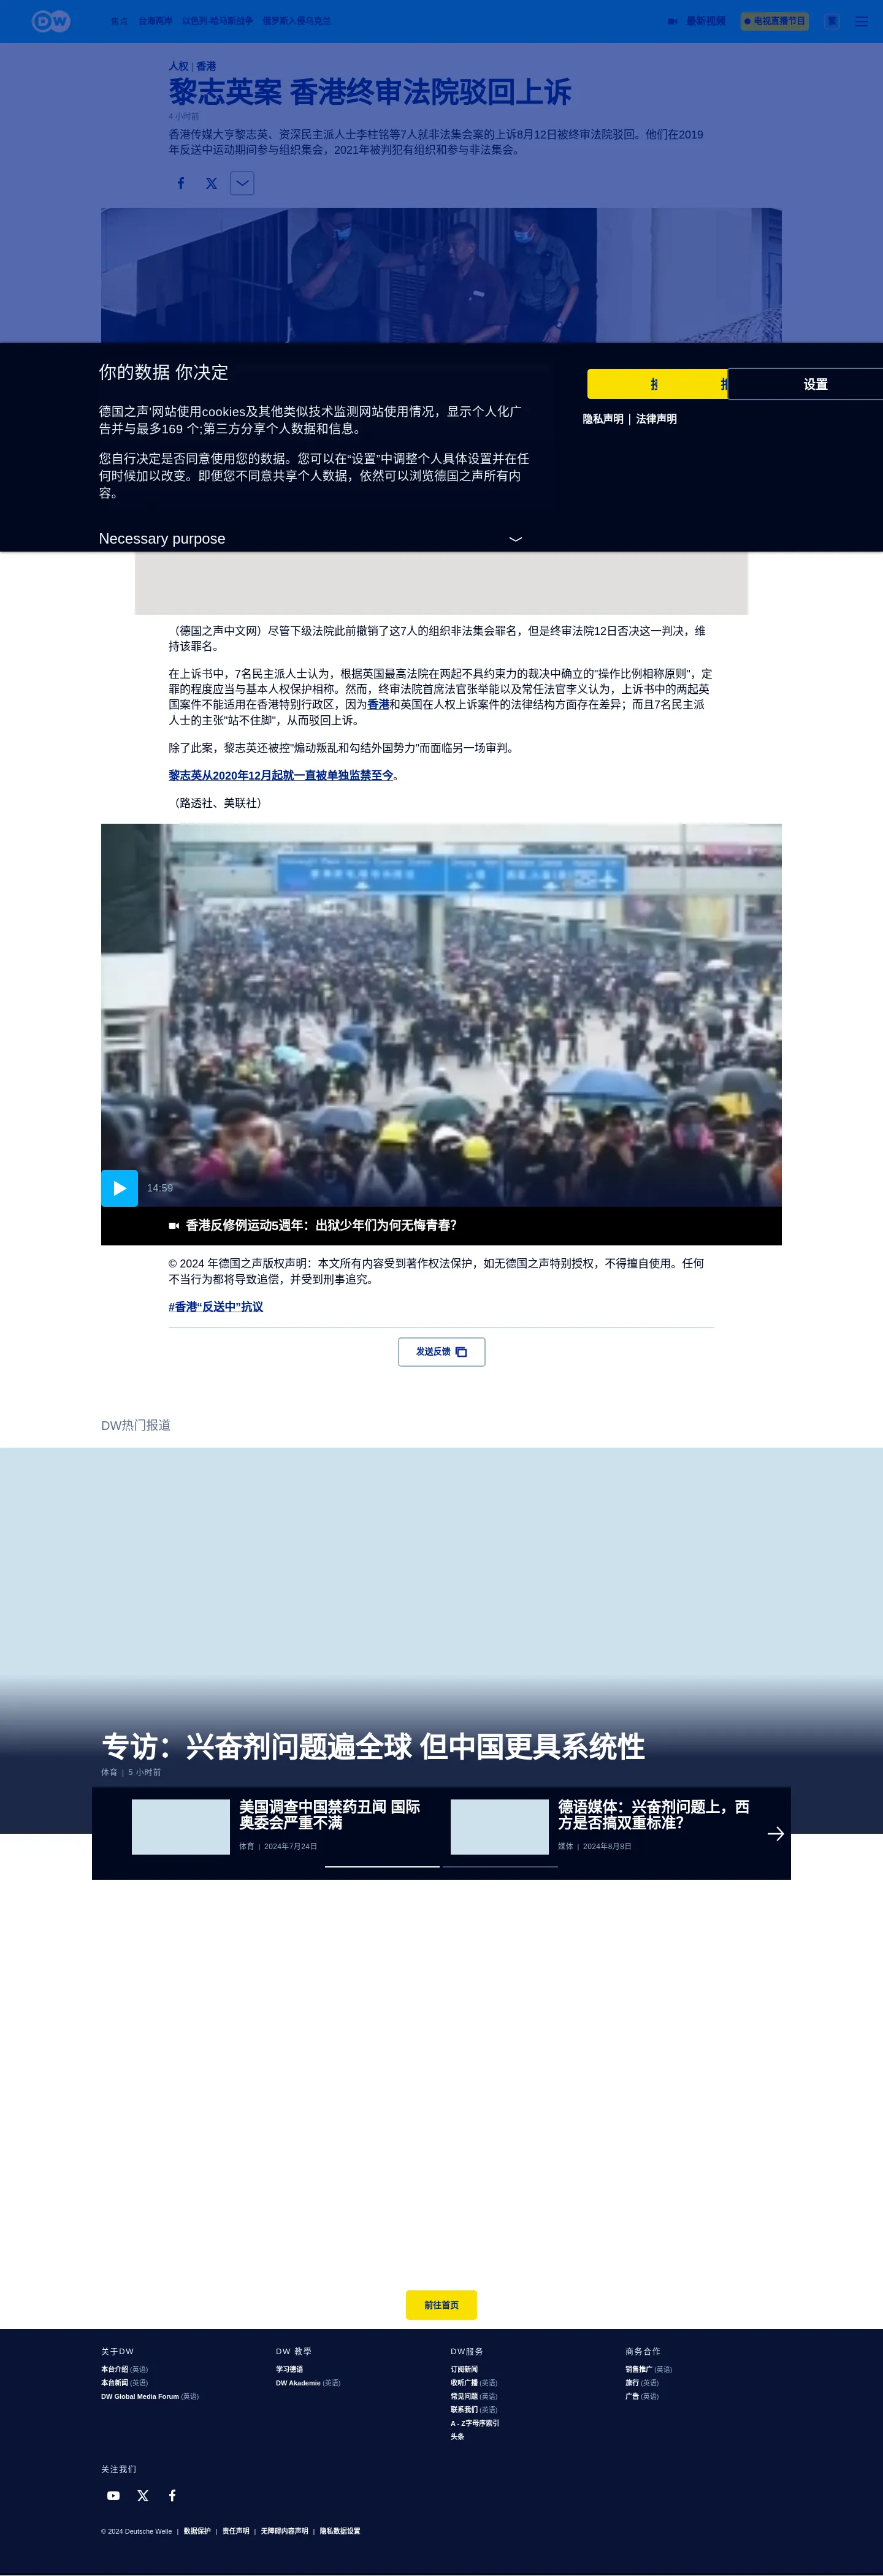 DW
焦点 台海两岸 以色列-哈马斯战争 俄罗斯入侵乌克兰 最新视频 电视直播节目 繁
人权 | 香港
黎志英案 香港终审法院驳回上诉
4 小时前
香港传媒大亨黎志英、资深民主派人士李柱铭等7人就非法集会案的上诉8月12日被终审法院驳回。他们在2019
年反送中运动期间参与组织集会，2021年被判犯有组织和参与非法集会。
你的数据 你决定
德国之声'网站使用cookies及其他类似技术监测网站使用情况，显示个人化广
告并与最多169 个;第三方分享个人数据和信息。
您自行决定是否同意使用您的数据。您可以在“设置”中调整个人具体设置并在任
何时候加以改变。即便您不同意共享个人数据，依然可以浏览德国之声所有内
容。
Necessary purpose
设置
隐私声明 | 法律声明
（德国之声中文网）尽管下级法院此前撤销了这7人的组织非法集会罪名，但是终审法院12日否决这一判决，维
持该罪名。
在上诉书中，7名民主派人士认为，根据英国最高法院在两起不具约束力的裁决中确立的"操作比例相称原则"，定
罪的程度应当与基本人权保护相称。然而，终审法院首席法官张举能以及常任法官李义认为，上诉书中的两起英
国案件不能适用在香港特别行政区，因为香港和英国在人权上诉案件的法律结构方面存在差异；而且7名民主派
人士的主张"站不住脚"，从而驳回上诉。
除了此案，黎志英还被控"煽动叛乱和勾结外国势力"而面临另一场审判。
黎志英从2020年12月起就一直被单独监禁至今。
（路透社、美联社）
14:59
香港反修例运动5週年：出狱少年们为何无悔青春？
© 2024 年德国之声版权声明：本文所有内容受到著作权法保护，如无德国之声特别授权，不得擅自使用。任何
不当行为都将导致追偿，并受到刑事追究。
#香港“反送中”抗议
发送反馈
DW热门报道
专访：兴奋剂问题遍全球 但中国更具系统性
体育 | 5 小时前
美国调查中国禁药丑闻 国际
奥委会严重不满
体育 | 2024年7月24日
德语媒体：兴奋剂问题上，西
方是否搞双重标准？
媒体 | 2024年8月8日
前往首页
关于DW
本台介绍 (英语)
本台新闻 (英语)
DW Global Media Forum (英语)
DW 教學
学习德语
DW Akademie (英语)
DW服务
订阅新闻
收听广播 (英语)
常见问题 (英语)
联系我们 (英语)
A - Z字母序索引
头条
商务合作
销售推广 (英语)
旅行 (英语)
广告 (英语)
关注我们
© 2024 Deutsche Welle | 数据保护 | 责任声明 | 无障碍内容声明 | 隐私数据设置